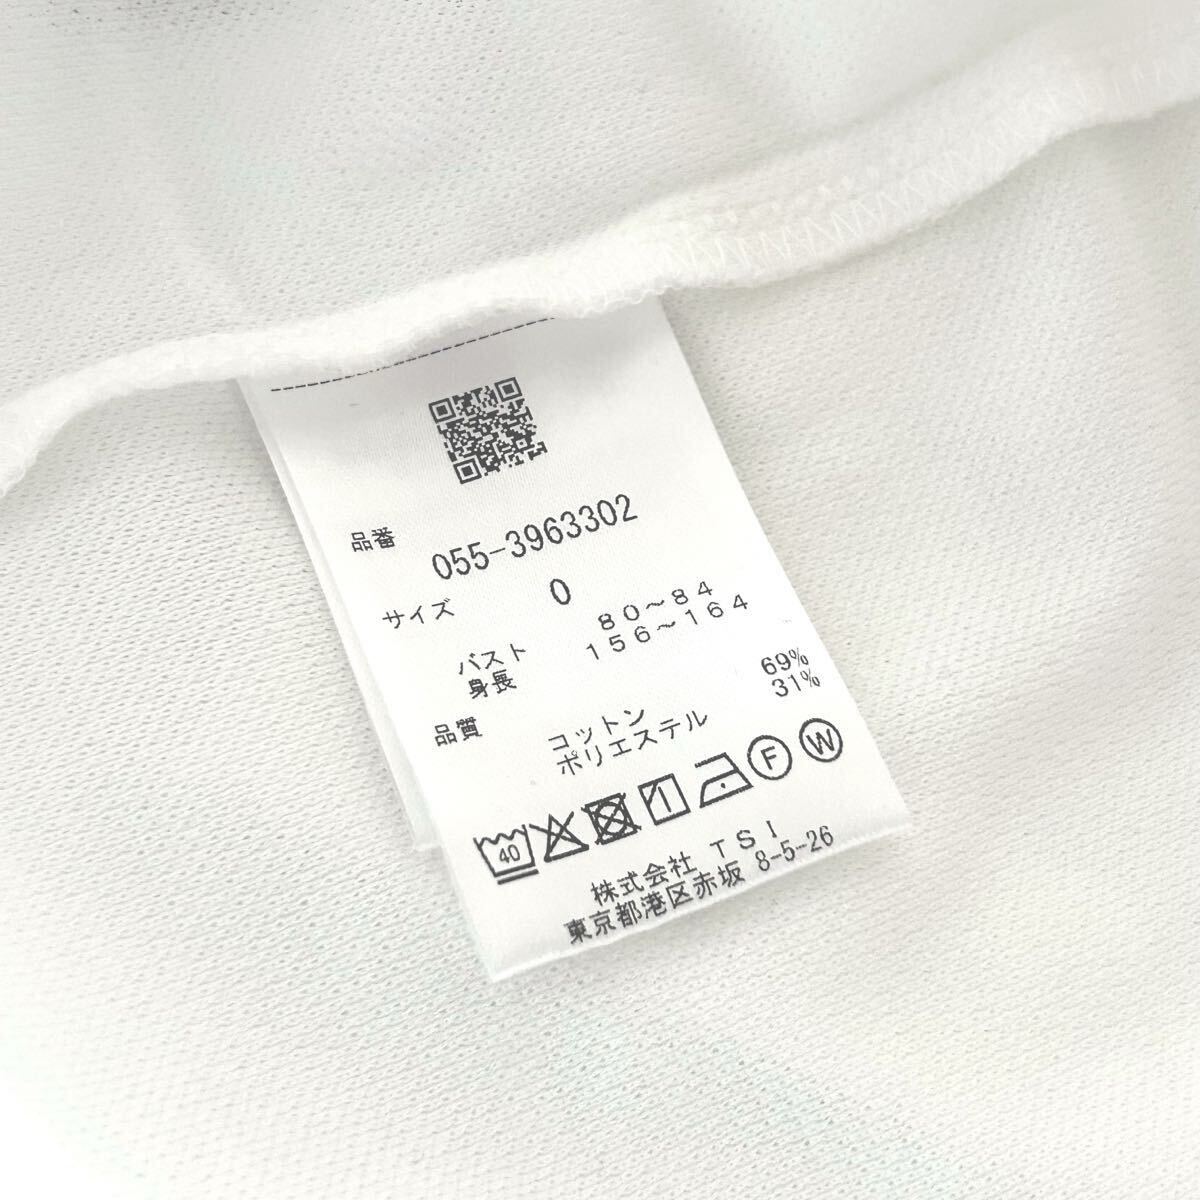 品番 055-3963302
サイズ 0
バスト 80～84
身長 156～164
品質 コットン 69%
ポリエステル 31%
40 F W
株式会社 TSI
東京都港区赤坂 8-5-26